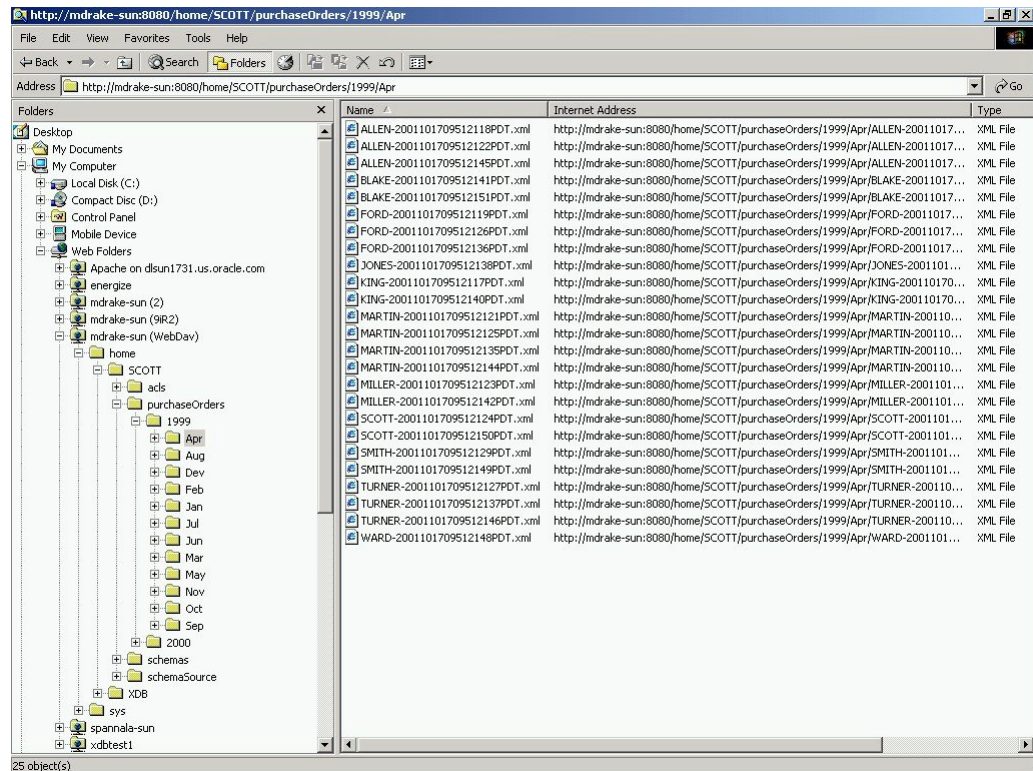 http://mdrake-sun:8080/home/SCOTT/purchaseOrders/1999/Apr
File Edit View Favorites Tools Help
Back Search Folders
Address http://mdrake-sun:8080/home/SCOTT/purchaseOrders/1999/Apr Go
Folders
Desktop
My Documents
My Computer
Local Disk (C:)
Compact Disc (D:)
Control Panel
Mobile Device
Web Folders
Apache on dlsun1731.us.oracle.com
energize
mdrake-sun (2)
mdrake-sun (9iR2)
mdrake-sun (WebDav)
home
SCOTT
acls
purchaseOrders
1999
Apr
Aug
Dev
Feb
Jan
Jul
Jun
Mar
May
Nov
Oct
Sep
2000
schemas
schemaSource
XDB
sys
spannala-sun
xdbtest1
Name Internet Address Type
ALLEN-2001101709512118PDT.xml http://mdrake-sun:8080/home/SCOTT/purchaseOrders/1999/Apr/ALLEN-20011017... XML File
ALLEN-2001101709512122PDT.xml http://mdrake-sun:8080/home/SCOTT/purchaseOrders/1999/Apr/ALLEN-20011017... XML File
ALLEN-2001101709512145PDT.xml http://mdrake-sun:8080/home/SCOTT/purchaseOrders/1999/Apr/ALLEN-20011017... XML File
BLAKE-2001101709512141PDT.xml http://mdrake-sun:8080/home/SCOTT/purchaseOrders/1999/Apr/BLAKE-20011017... XML File
BLAKE-2001101709512151PDT.xml http://mdrake-sun:8080/home/SCOTT/purchaseOrders/1999/Apr/BLAKE-20011017... XML File
FORD-2001101709512119PDT.xml http://mdrake-sun:8080/home/SCOTT/purchaseOrders/1999/Apr/FORD-20011017... XML File
FORD-2001101709512126PDT.xml http://mdrake-sun:8080/home/SCOTT/purchaseOrders/1999/Apr/FORD-20011017... XML File
FORD-2001101709512136PDT.xml http://mdrake-sun:8080/home/SCOTT/purchaseOrders/1999/Apr/FORD-20011017... XML File
JONES-2001101709512138PDT.xml http://mdrake-sun:8080/home/SCOTT/purchaseOrders/1999/Apr/JONES-2001101... XML File
KING-2001101709512117PDT.xml http://mdrake-sun:8080/home/SCOTT/purchaseOrders/1999/Apr/KING-200110170... XML File
KING-2001101709512140PDT.xml http://mdrake-sun:8080/home/SCOTT/purchaseOrders/1999/Apr/KING-200110170... XML File
MARTIN-2001101709512121PDT.xml http://mdrake-sun:8080/home/SCOTT/purchaseOrders/1999/Apr/MARTIN-200110... XML File
MARTIN-2001101709512125PDT.xml http://mdrake-sun:8080/home/SCOTT/purchaseOrders/1999/Apr/MARTIN-200110... XML File
MARTIN-2001101709512135PDT.xml http://mdrake-sun:8080/home/SCOTT/purchaseOrders/1999/Apr/MARTIN-200110... XML File
MARTIN-2001101709512144PDT.xml http://mdrake-sun:8080/home/SCOTT/purchaseOrders/1999/Apr/MARTIN-200110... XML File
MILLER-2001101709512123PDT.xml http://mdrake-sun:8080/home/SCOTT/purchaseOrders/1999/Apr/MILLER-2001101... XML File
MILLER-2001101709512142PDT.xml http://mdrake-sun:8080/home/SCOTT/purchaseOrders/1999/Apr/MILLER-2001101... XML File
SCOTT-2001101709512124PDT.xml http://mdrake-sun:8080/home/SCOTT/purchaseOrders/1999/Apr/SCOTT-2001101... XML File
SCOTT-2001101709512150PDT.xml http://mdrake-sun:8080/home/SCOTT/purchaseOrders/1999/Apr/SCOTT-2001101... XML File
SMITH-2001101709512129PDT.xml http://mdrake-sun:8080/home/SCOTT/purchaseOrders/1999/Apr/SMITH-2001101... XML File
SMITH-2001101709512149PDT.xml http://mdrake-sun:8080/home/SCOTT/purchaseOrders/1999/Apr/SMITH-2001101... XML File
TURNER-2001101709512127PDT.xml http://mdrake-sun:8080/home/SCOTT/purchaseOrders/1999/Apr/TURNER-200110... XML File
TURNER-2001101709512137PDT.xml http://mdrake-sun:8080/home/SCOTT/purchaseOrders/1999/Apr/TURNER-200110... XML File
TURNER-2001101709512146PDT.xml http://mdrake-sun:8080/home/SCOTT/purchaseOrders/1999/Apr/TURNER-200110... XML File
WARD-2001101709512148PDT.xml http://mdrake-sun:8080/home/SCOTT/purchaseOrders/1999/Apr/WARD-2001101... XML File
25 object(s)